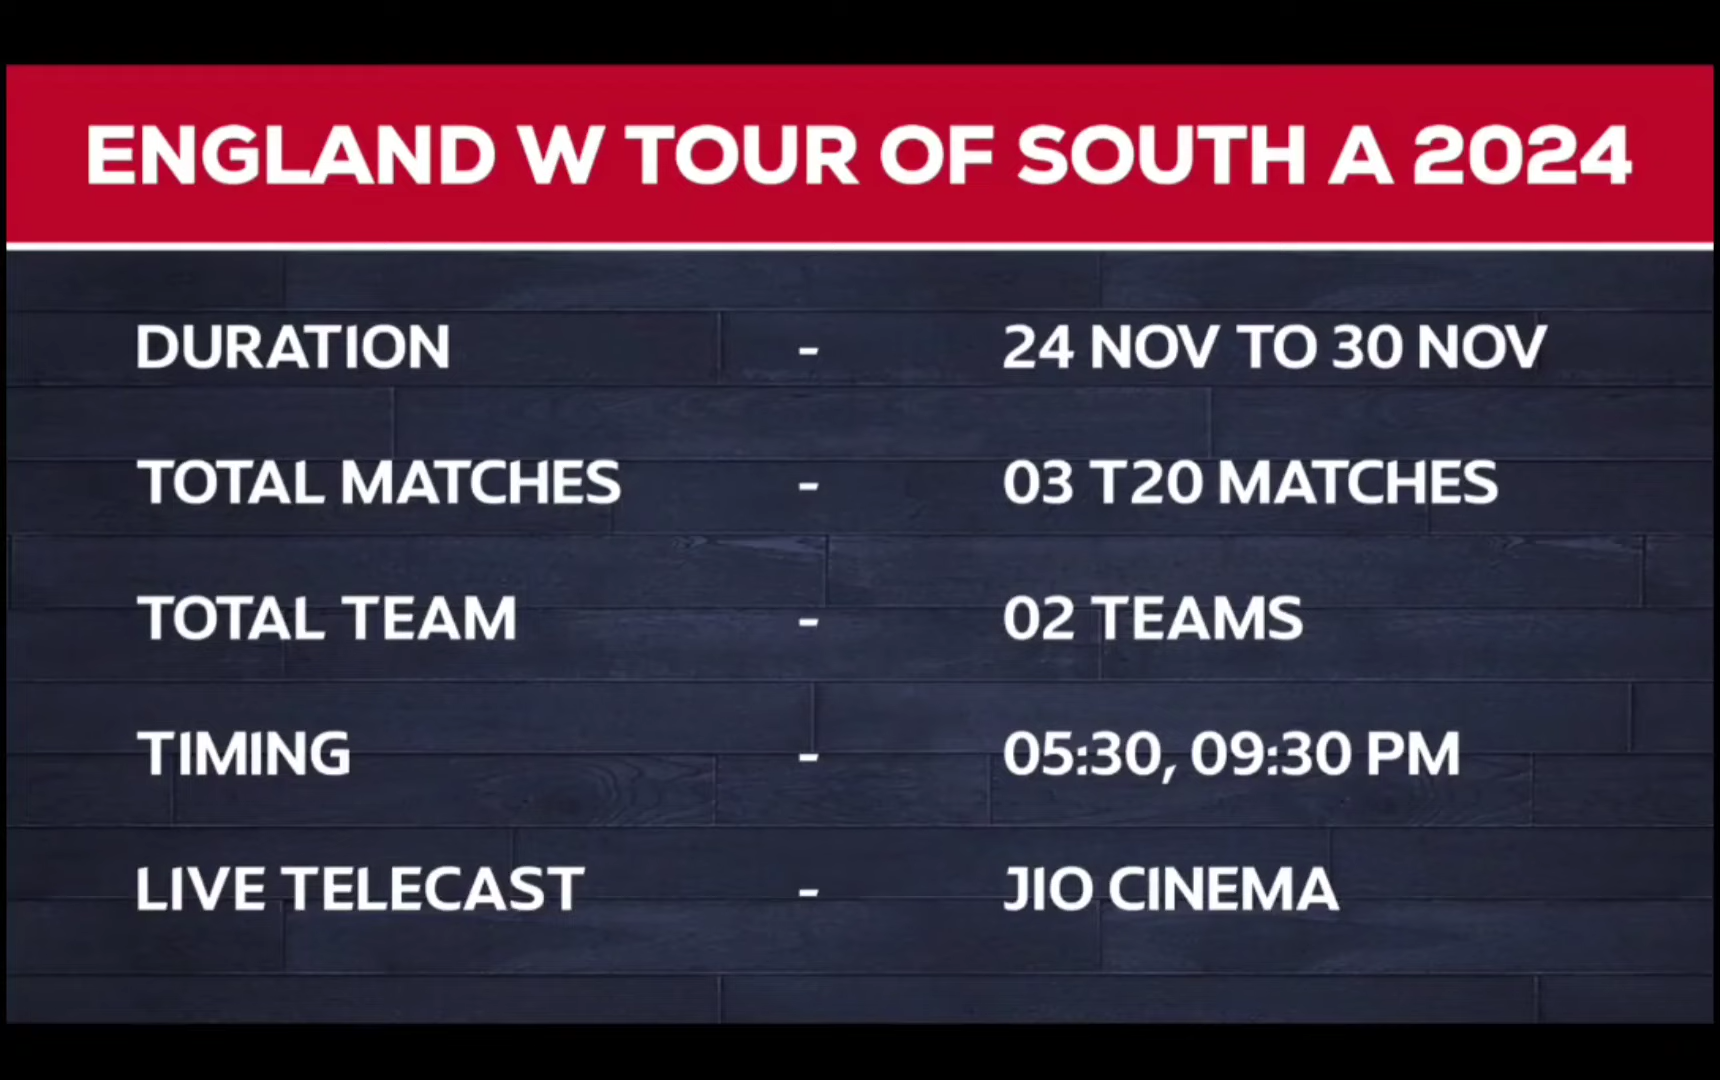 ENGLAND W TOUR OF SOUTH A 2024
DURATION - 24 NOV TO 30 NOV
TOTAL MATCHES - 03 T20 MATCHES
TOTAL TEAM - 02 TEAMS
TIMING - 05:30, 09:30 PM
LIVE TELECAST - JIO CINEMA